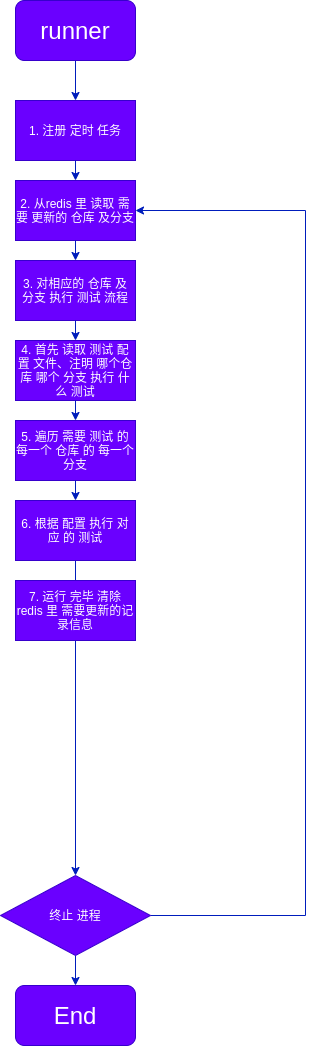 runner
1. 注册 定时 任务
2. 从redis 里 读取 需
要 更新的 仓库 及分支
3. 对相应的 仓库 及
分支 执行 测试 流程
4. 首先 读取 测试 配
置 文件、注明 哪个仓
库 哪个 分支 执行 什
么 测试
5. 遍历 需要 测试 的
每一个 仓库 的 每一个
分支
6. 根据 配置 执行 对
应 的 测试
7. 运行 完毕 清除
redis 里 需要更新的记
录信息
终止 进程
End